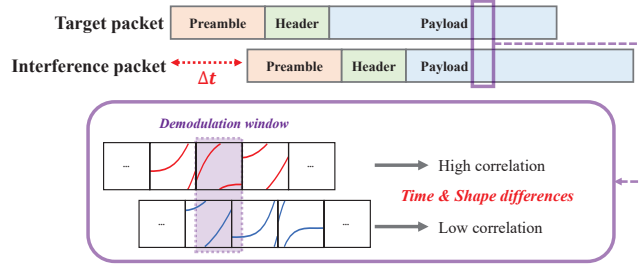 Target packet
Preamble
Header
Payload
Interference packet
Δt
Preamble
Header
Payload
Demodulation window
...
...
High correlation
Time & Shape differences
...
...
Low correlation